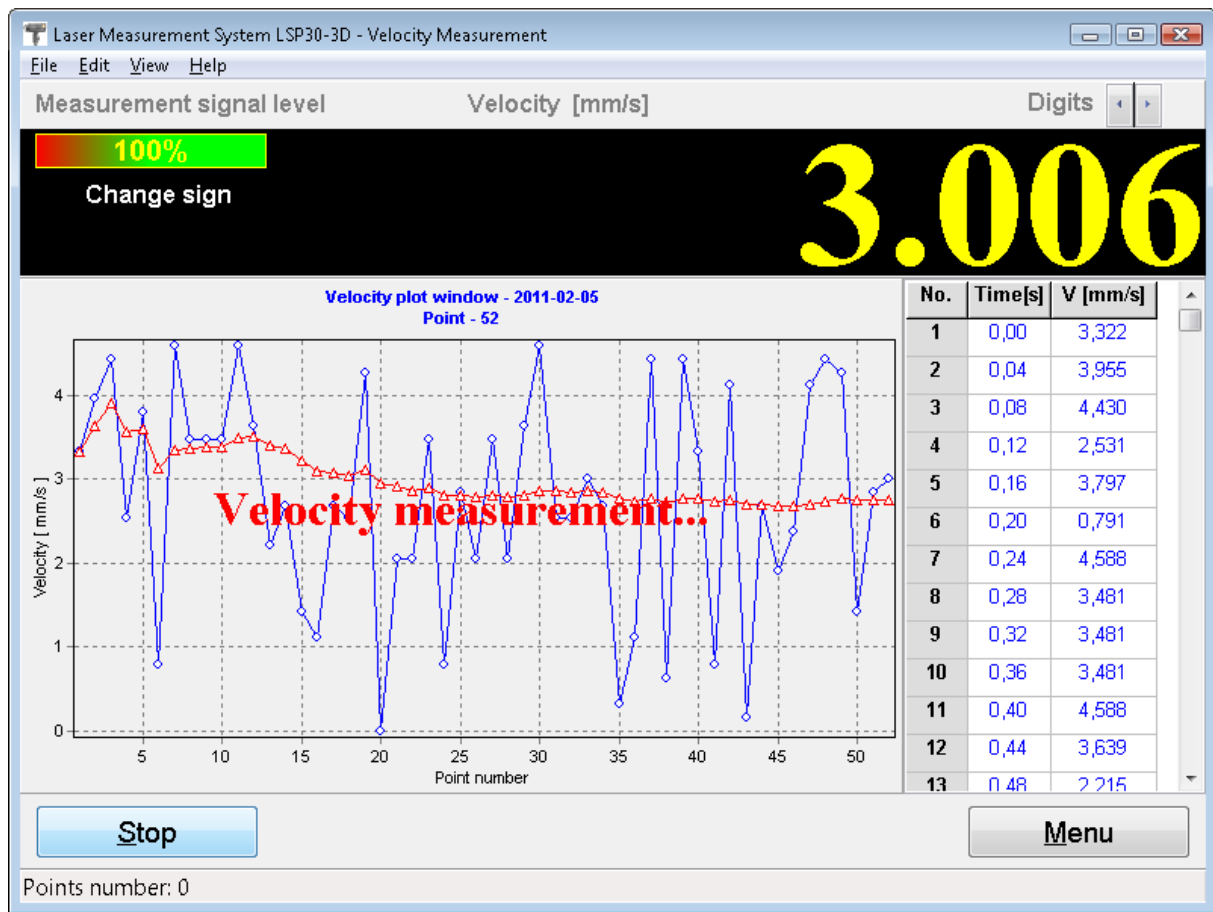 Laser Measurement System LSP30-3D - Velocity Measurement
File Edit View Help
Measurement signal level Velocity [mm/s] Digits
100%
Change sign
3.006
Velocity plot window - 2011-02-05
Point - 52
Velocity [ mm/s ]
4
3
2
1
0
5 10 15 20 25 30 35 40 45 50
Point number
Velocity measurement...
No. Time[s] V [mm/s]
1 0,00 3,322
2 0,04 3,955
3 0,08 4,430
4 0,12 2,531
5 0,16 3,797
6 0,20 0,791
7 0,24 4,588
8 0,28 3,481
9 0,32 3,481
10 0,36 3,481
11 0,40 4,588
12 0,44 3,639
13 0,48 2,215
Stop Menu
Points number: 0